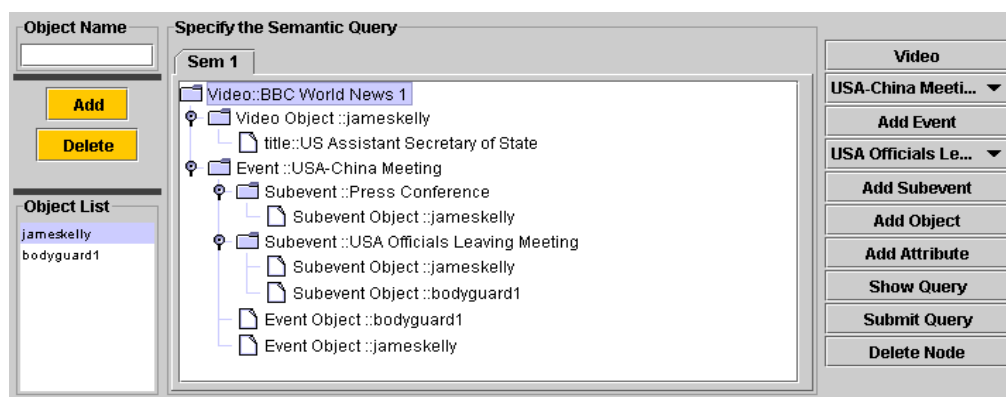 Object Name
Add
Delete
Object List
jameskelly
bodyguard1
Specify the Semantic Query
Sem 1
Video::BBC World News 1
Video Object ::jameskelly
title::US Assistant Secretary of State
Event ::USA-China Meeting
Subevent ::Press Conference
Subevent Object ::jameskelly
Subevent ::USA Officials Leaving Meeting
Subevent Object ::jameskelly
Subevent Object ::bodyguard1
Event Object ::bodyguard1
Event Object ::jameskelly
Video
USA-China Meeti...
Add Event
USA Officials Le...
Add Subevent
Add Object
Add Attribute
Show Query
Submit Query
Delete Node